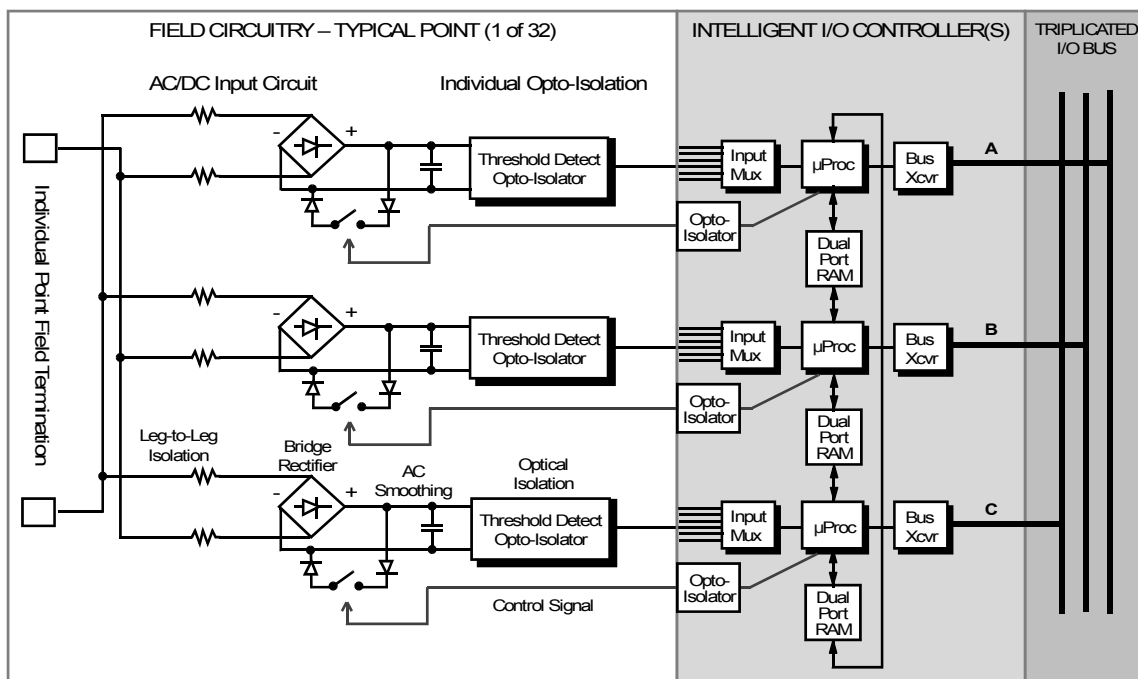 FIELD CIRCUITRY – TYPICAL POINT (1 of 32)
INTELLIGENT I/O CONTROLLER(S)
TRIPLICATED
I/O BUS
AC/DC Input Circuit
Individual Opto-Isolation
Individual Point Field Termination
-
+
Threshold Detect
Opto-Isolator
Input
Mux
µProc
Bus
Xcvr
A
Opto-
Isolator
Dual
Port
RAM
-
+
Threshold Detect
Opto-Isolator
Input
Mux
µProc
Bus
Xcvr
B
Opto-
Isolator
Dual
Port
RAM
Leg-to-Leg
Isolation
Bridge
Rectifier
AC
Smoothing
Optical
Isolation
-
+
Threshold Detect
Opto-Isolator
Input
Mux
µProc
Bus
Xcvr
C
Opto-
Isolator
Control Signal
Dual
Port
RAM